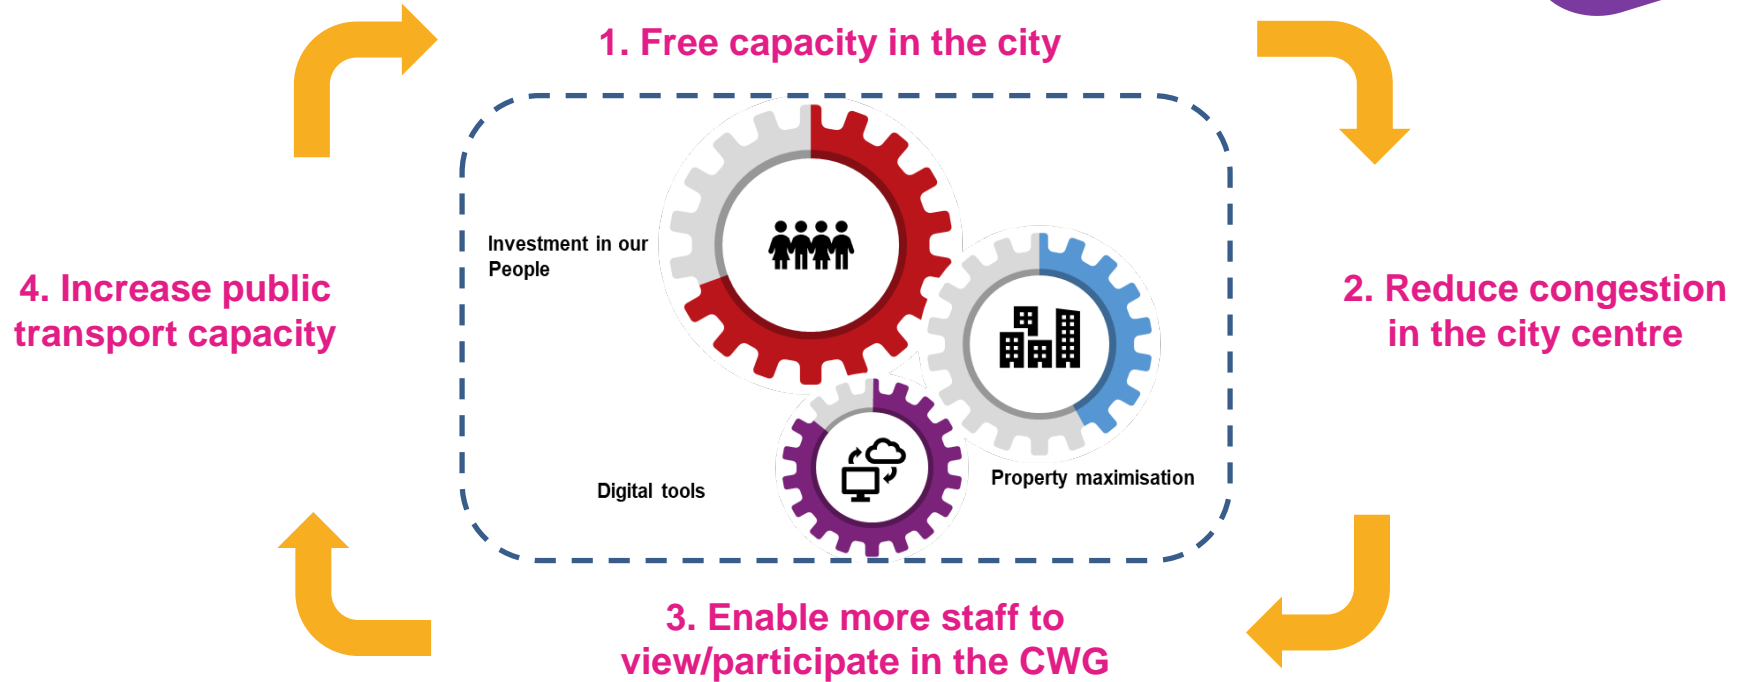 1. Free capacity in the city
Investment in our
People
4. Increase public
transport capacity
2. Reduce congestion
in the city centre
Digital tools
Property maximisation
3. Enable more staff to
view/participate in the CWG